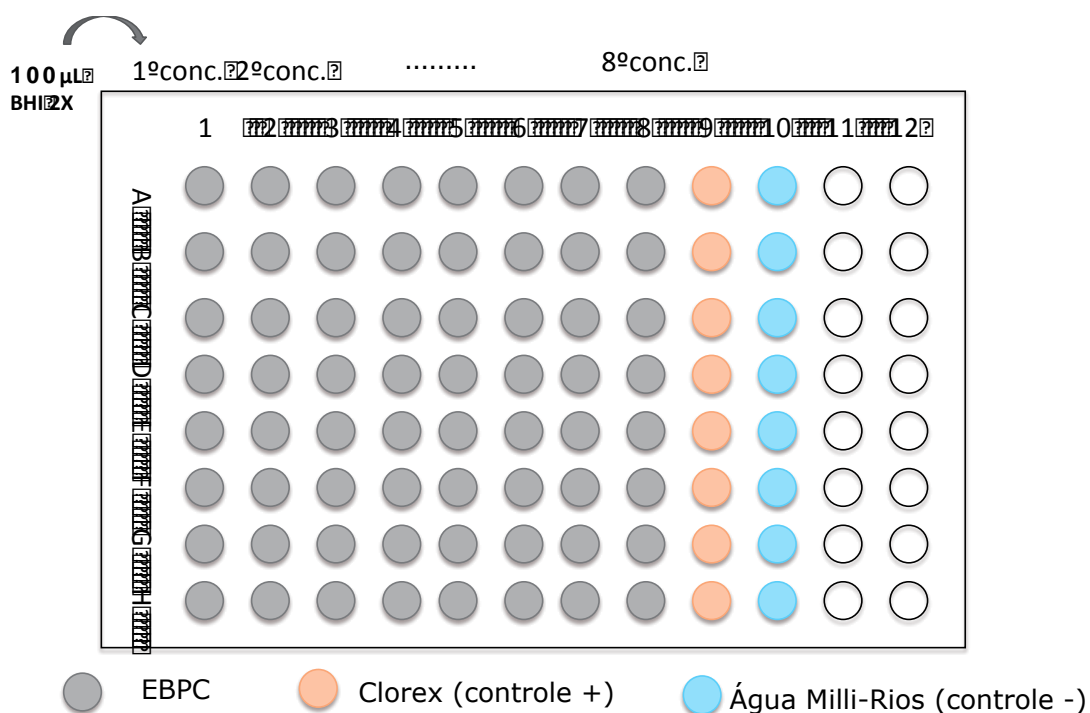 100 µL
BHI 2X
1ºconc. 2ºconc. ......... 8ºconc.
1 2 3 4 5 6 7 8 9 10 11 12
A
B
C
D
E
F
G
H
EBPC
Clorex (controle +)
Água Milli-Rios (controle -)